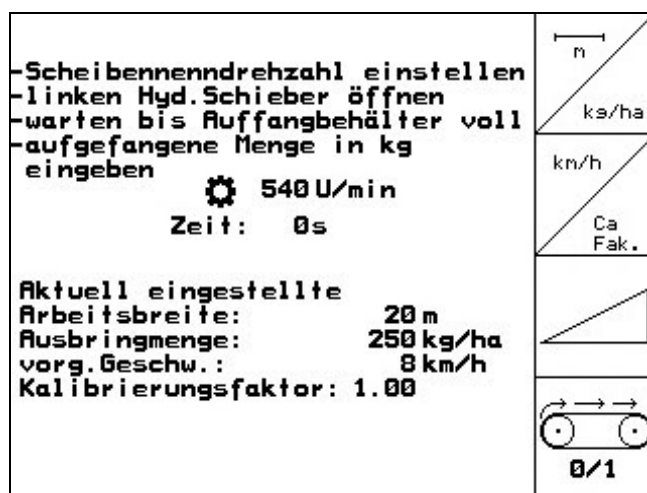 -Scheibennenndrehzahl einstellen
-linken Hyd.Schieber öffnen
-warten bis Auffangbehälter voll
-aufgefangene Menge in kg
eingeben
540 U/min
Zeit: 0s
Aktuell eingestellte
Arbeitsbreite: 20 m
Ausbringmenge: 250 kg/ha
vorg.Geschw.: 8 km/h
Kalibrierungsfaktor: 1.00
m
kg/ha
km/h
Ca
Fak.
0/1